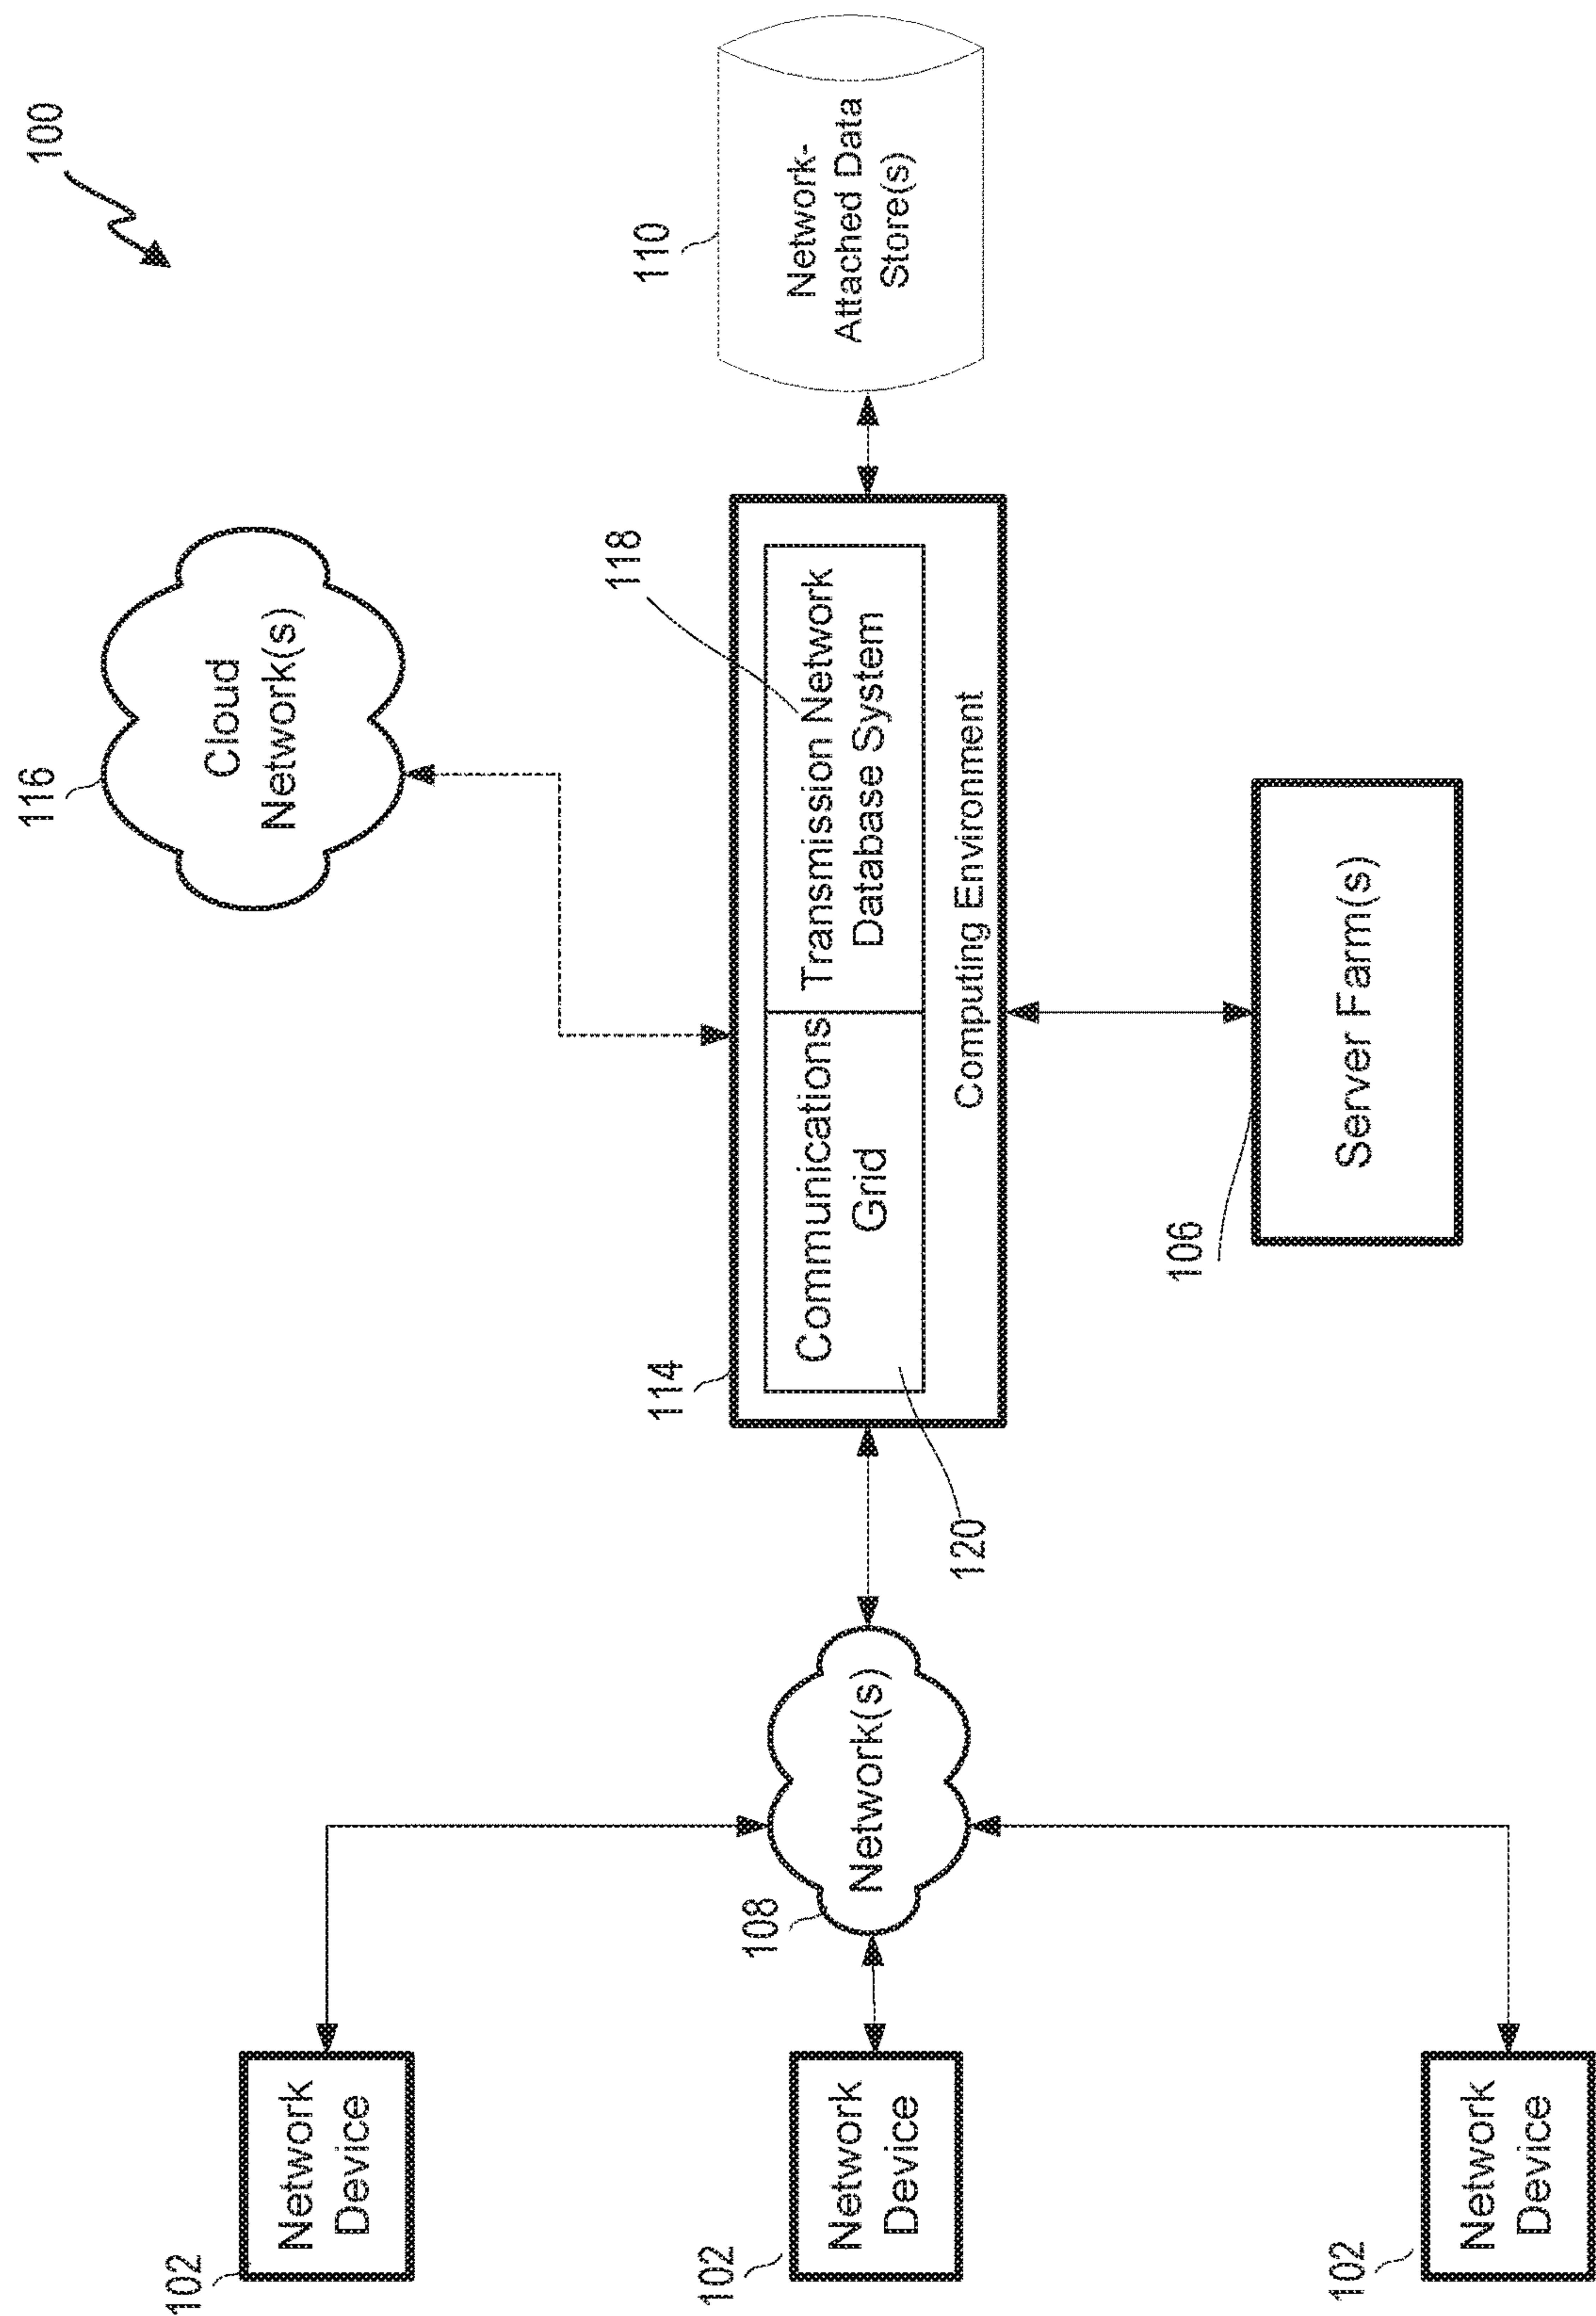 100
116
Cloud
Network(s)
102
Network
Device
108
Network(s)
114
118
110
Communications
Grid
Transmission Network
Database System
Computing Environment
Network-
Attached Data
Store(s)
102
Network
Device
120
106
Server Farm(s)
102
Network
Device